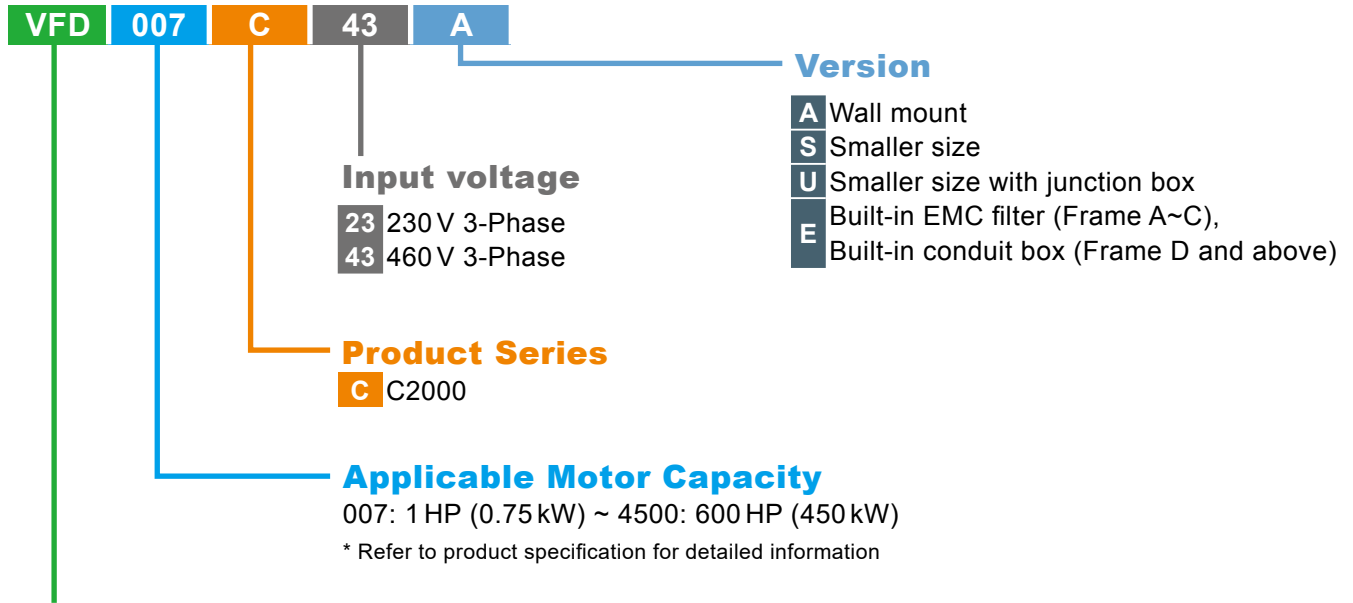 VFD 007 C 43 A
Version
A Wall mount
S Smaller size
U Smaller size with junction box
E Built-in EMC filter (Frame A~C),
Built-in conduit box (Frame D and above)
Input voltage
23 230 V 3-Phase
43 460 V 3-Phase
Product Series
C C2000
Applicable Motor Capacity
007: 1 HP (0.75 kW) ~ 4500: 600 HP (450 kW)
* Refer to product specification for detailed information